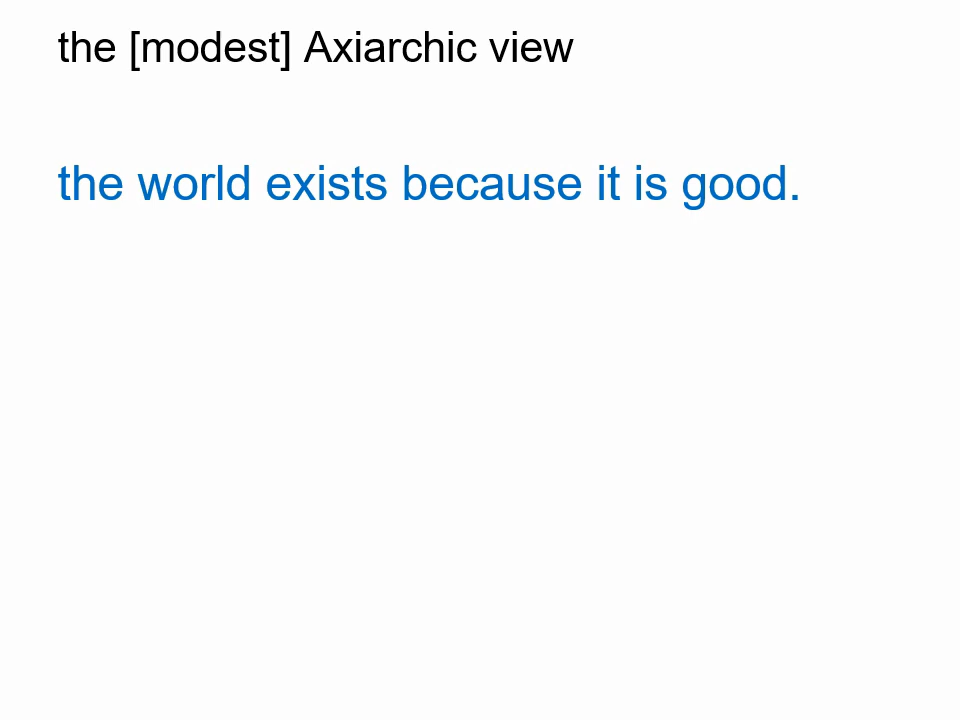 the [modest] Axiarchic view
the world exists because it is good.